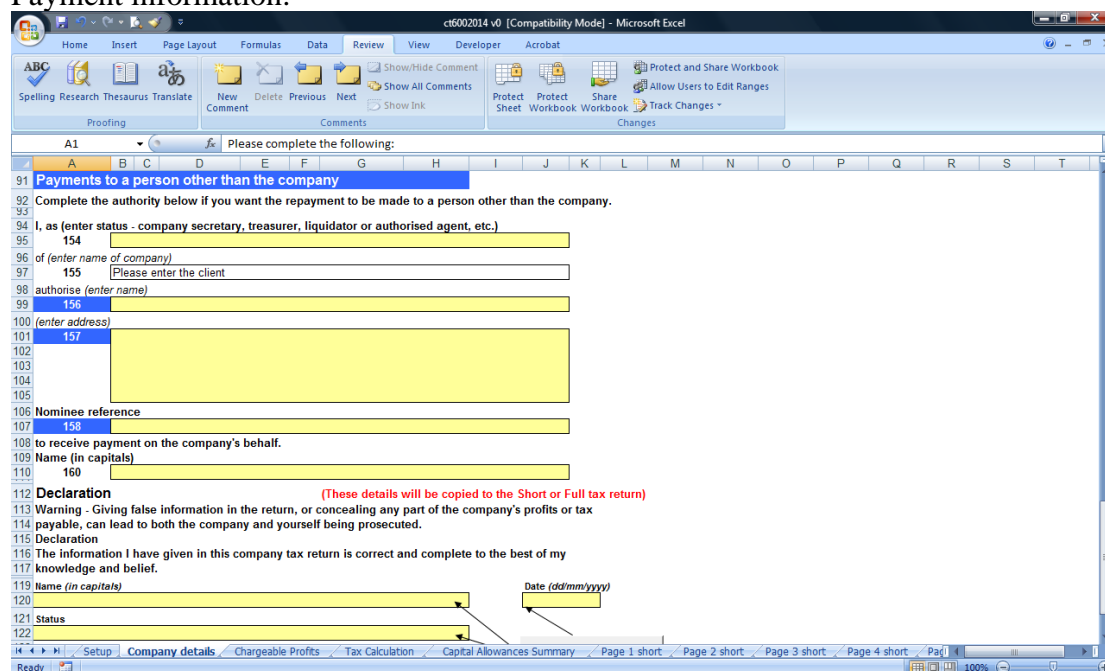 Payment information:
ct6002014 v0 [Compatibility Mode] - Microsoft Excel
Home Insert Page Layout Formulas Data Review View Developer Acrobat
ABC
Show/Hide Comment
Show All Comments
Show Ink
Protect and Share Workbook
Allow Users to Edit Ranges
Track Changes
Spelling Research Thesaurus Translate New Comment Delete Previous Next Protect Sheet Protect Workbook Share Workbook
Proofing Comments Changes
A1 fx Please complete the following:
A B C D E F G H I J K L M N O P Q R S T
91 Payments to a person other than the company
92 Complete the authority below if you want the repayment to be made to a person other than the company.
93
94 I, as (enter status - company secretary, treasurer, liquidator or authorised agent, etc.)
95 154
96 of (enter name of company)
97 155 Please enter the client
98 authorise (enter name)
99 156
100 (enter address)
101 157
102
103
104
105
106 Nominee reference
107 158
108 to receive payment on the company's behalf.
109 Name (in capitals)
110 160
112 Declaration (These details will be copied to the Short or Full tax return)
113 Warning - Giving false information in the return, or concealing any part of the company's profits or tax
114 payable, can lead to both the company and yourself being prosecuted.
115 Declaration
116 The information I have given in this company tax return is correct and complete to the best of my
117 knowledge and belief.
119 Name (in capitals) Date (dd/mm/yyyy)
120
121 Status
122
Setup Company details Chargeable Profits Tax Calculation Capital Allowances Summary Page 1 short Page 2 short Page 3 short Page 4 short Pag
Ready 100%